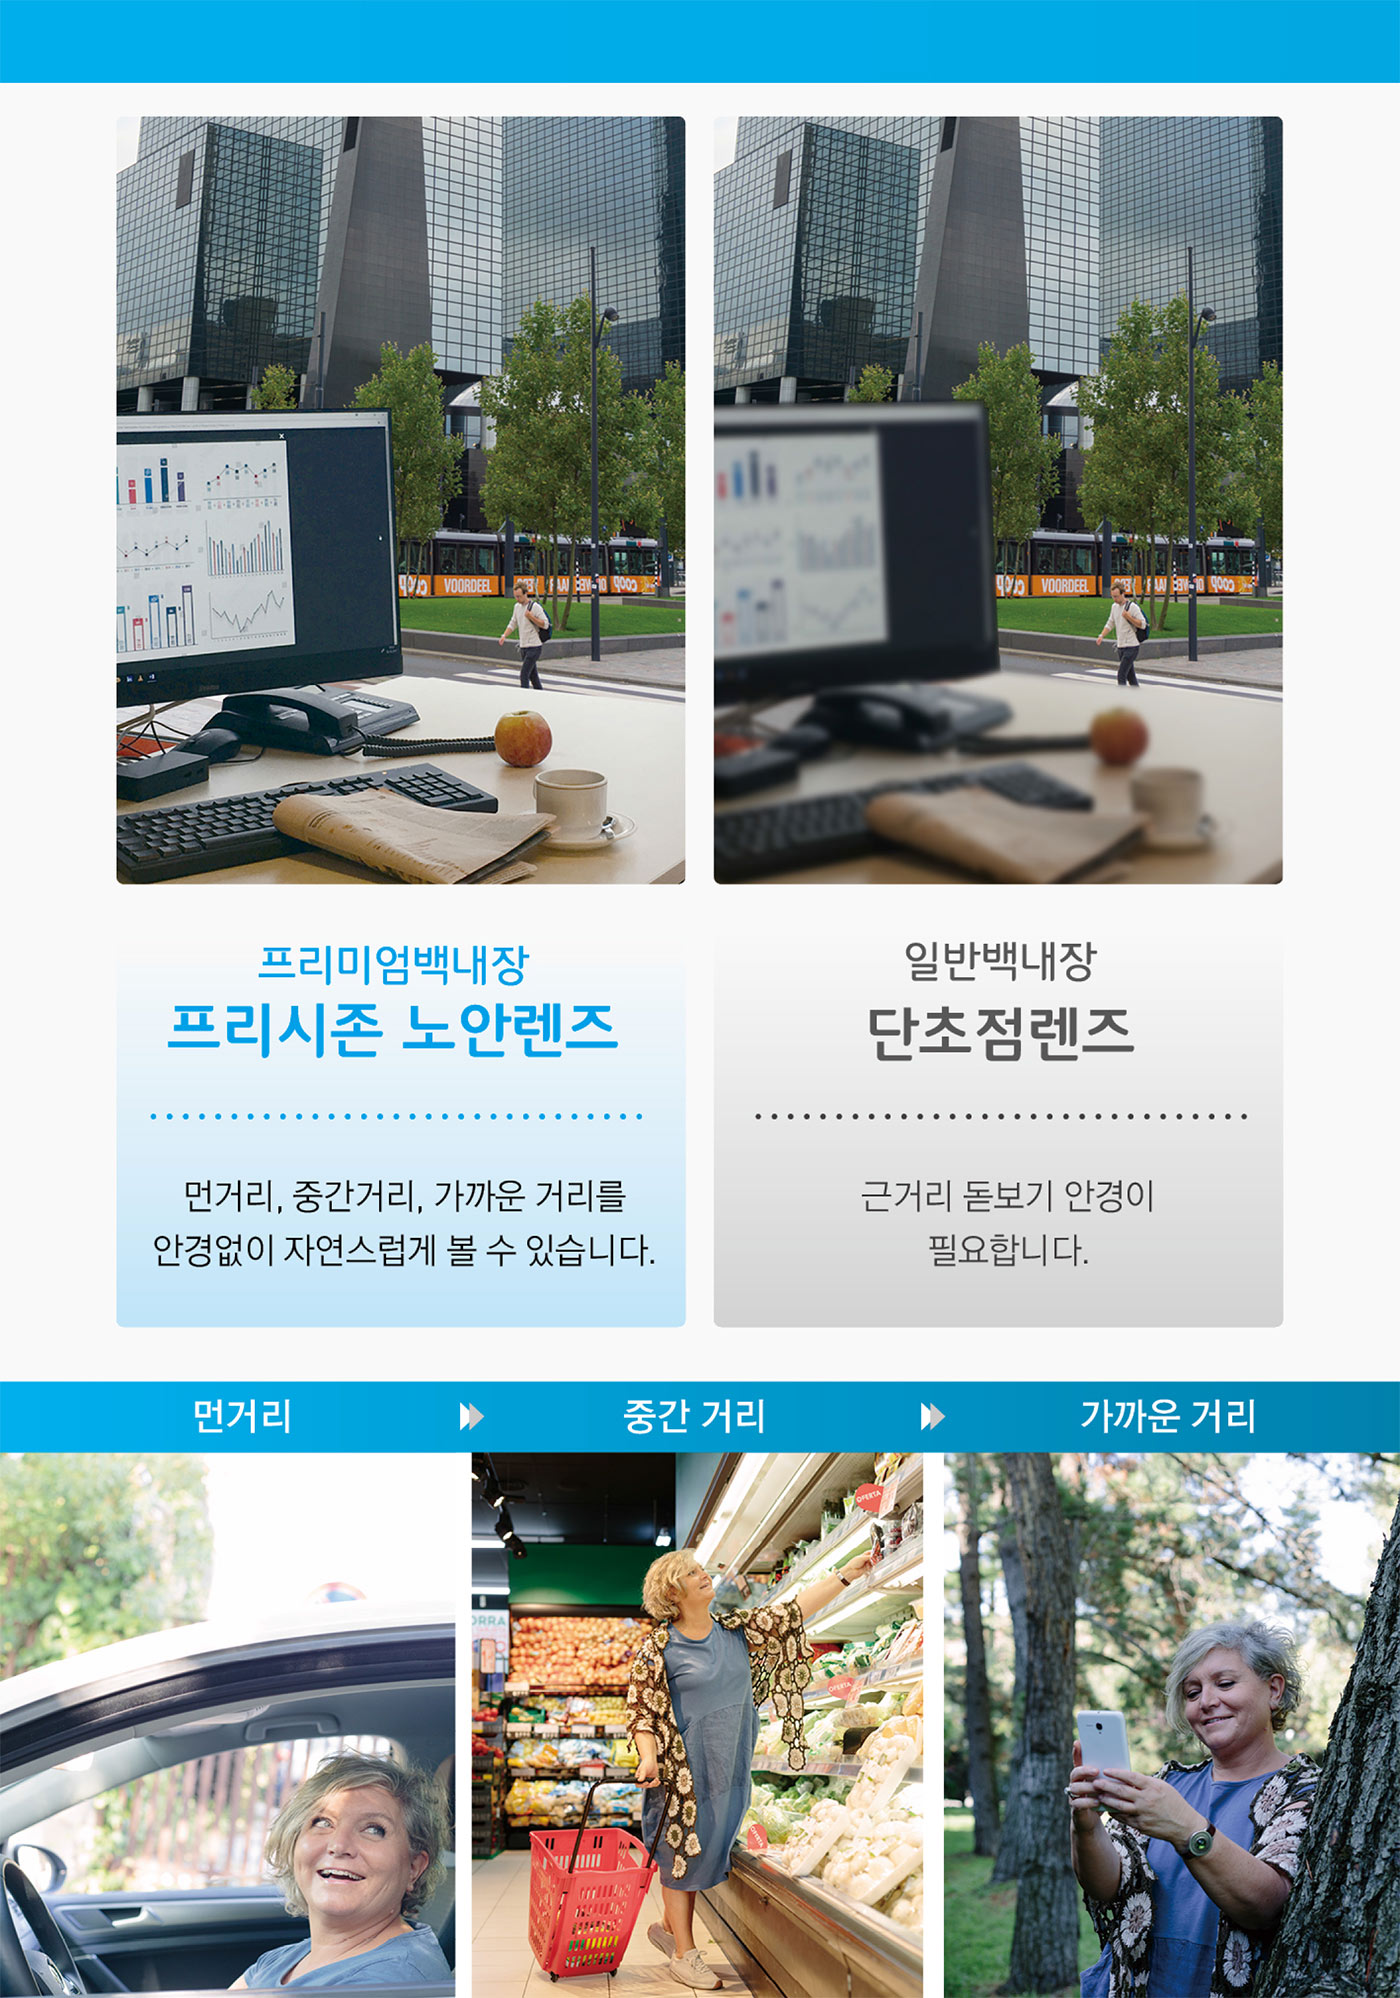 VOORDEEL
COOP
VOORDEEL
COOP
프리미엄백내장
프리시존 노안렌즈
먼거리, 중간거리, 가까운 거리를
안경없이 자연스럽게 볼 수 있습니다.
일반백내장
단초점렌즈
근거리 돋보기 안경이
필요합니다.
먼거리
중간 거리
가까운 거리
OFERTA
ORRA
OFERTA
OFERTA